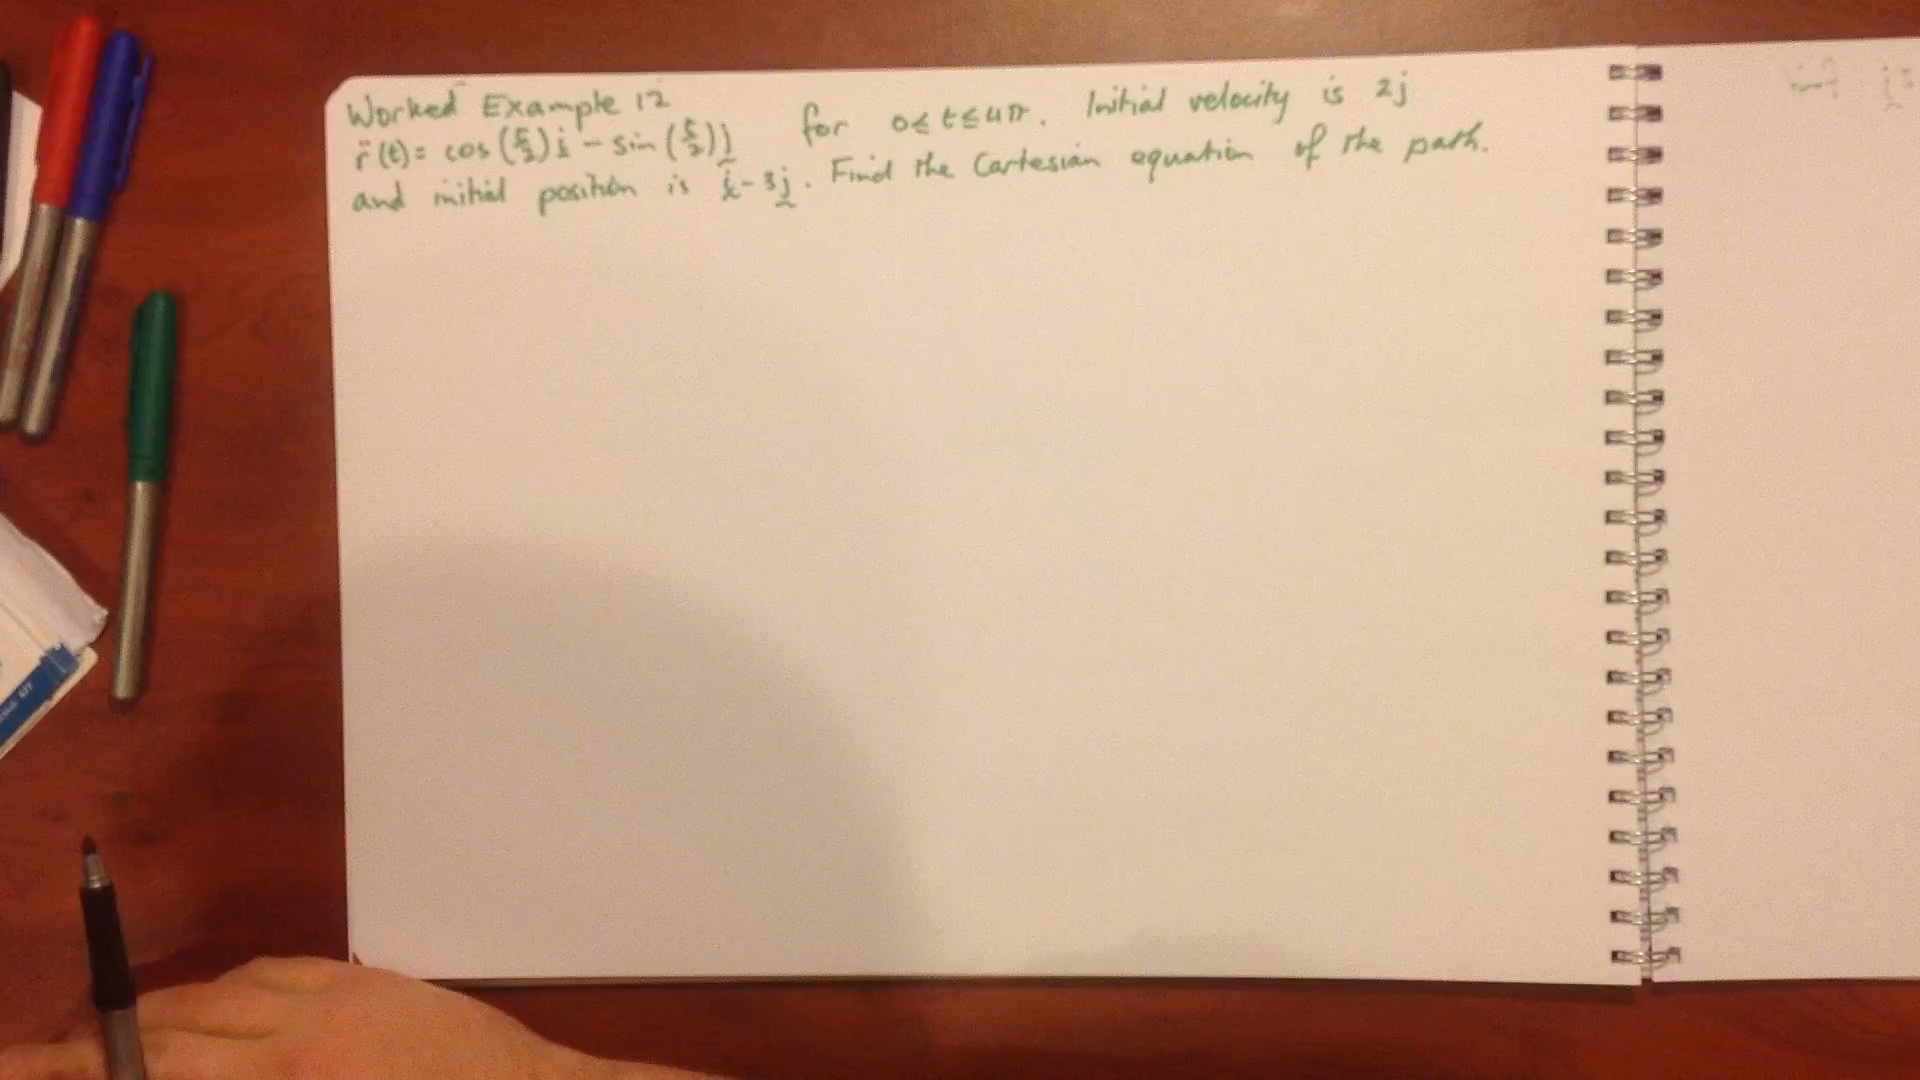 Worked Example 12
r̈(t) = cos(t/2)i - sin(t/2)j for 0≤t≤4π. Initial velocity is 2j
and initial position is i-3j. Find the Cartesian equation of the path.